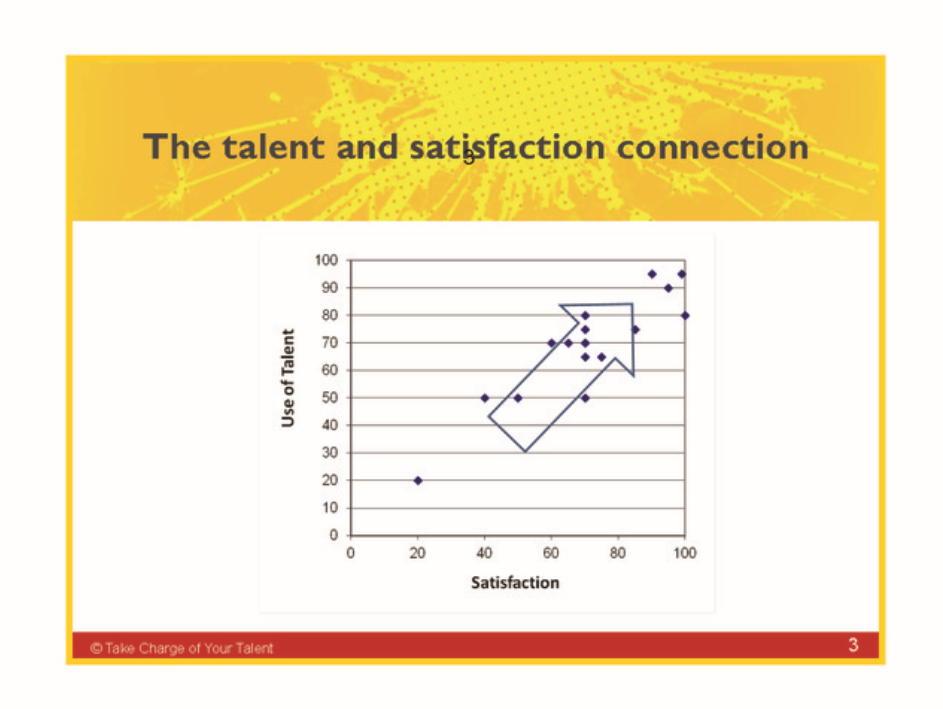 The talent and satisfaction connection
3
100
90
80
70
60
50
40
30
20
10
0
Use of Talent
0 20 40 60 80 100
Satisfaction
© Take Charge of Your Talent
3